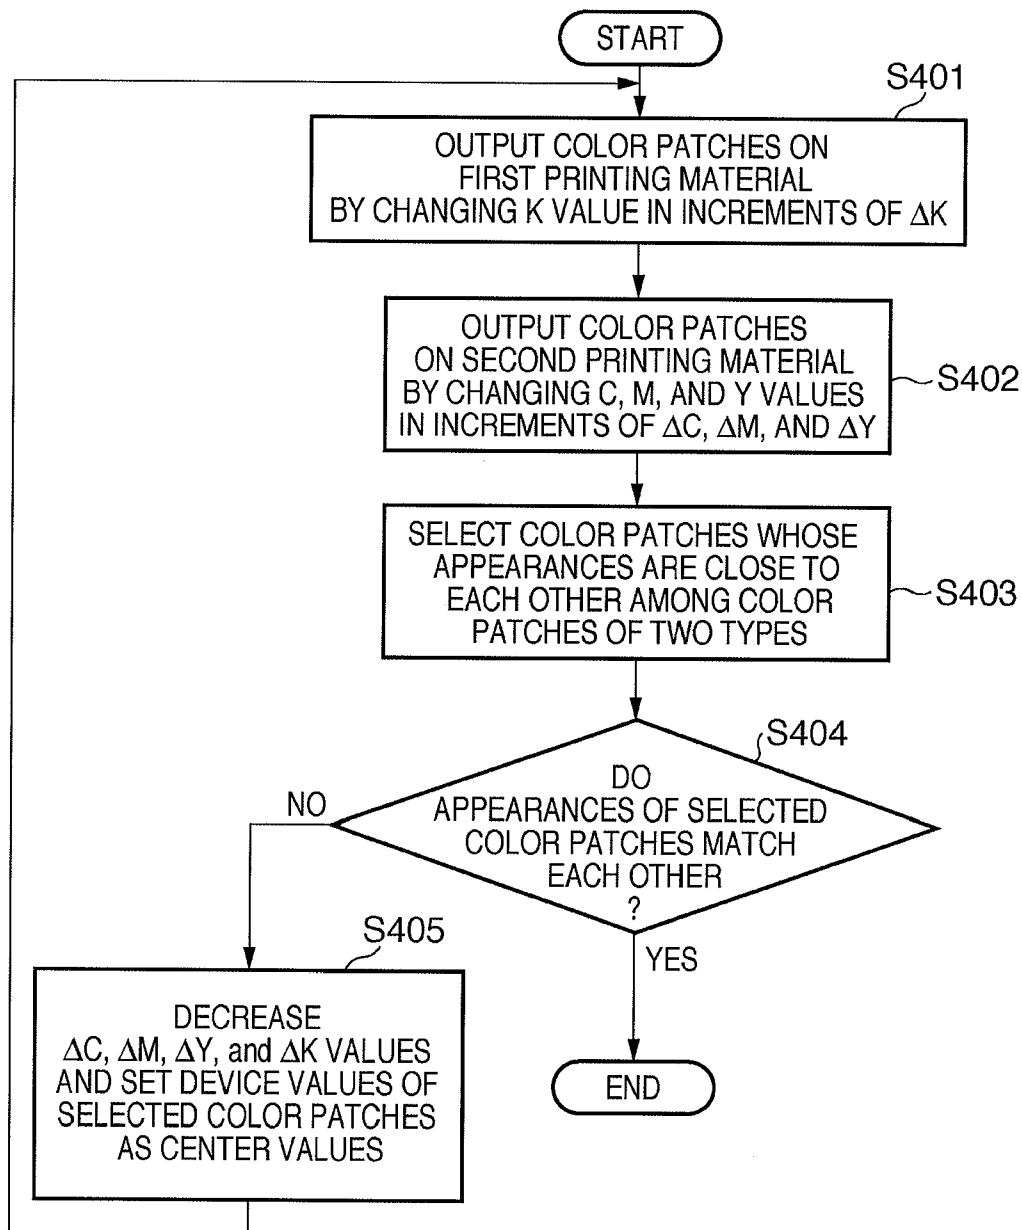 START
S401
OUTPUT COLOR PATCHES ON
FIRST PRINTING MATERIAL
BY CHANGING K VALUE IN INCREMENTS OF ΔK
OUTPUT COLOR PATCHES
ON SECOND PRINTING MATERIAL
BY CHANGING C, M, AND Y VALUES
IN INCREMENTS OF ΔC, ΔM, AND ΔY
S402
SELECT COLOR PATCHES WHOSE
APPEARANCES ARE CLOSE TO
EACH OTHER AMONG COLOR
PATCHES OF TWO TYPES
S403
S404
DO
APPEARANCES OF SELECTED
COLOR PATCHES MATCH
EACH OTHER
?
NO
YES
S405
DECREASE
ΔC, ΔM, ΔY, and ΔK VALUES
AND SET DEVICE VALUES OF
SELECTED COLOR PATCHES
AS CENTER VALUES
END